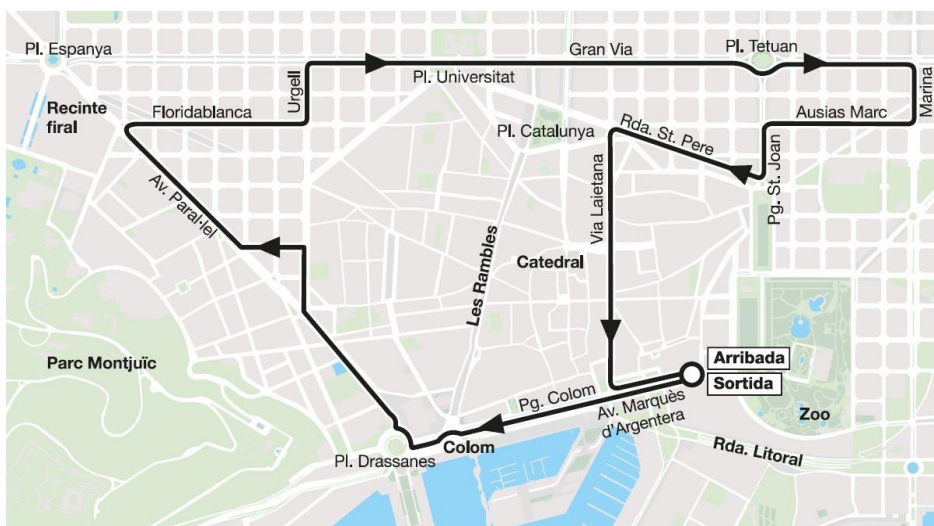 Pl. Espanya
Gran Via
Pl. Tetuan
Pl. Universitat
Urgell
Marina
Recinte
firal
Floridablanca
Ausias Marc
Pl. Catalunya
Rda. St. Pere
Pg. St. Joan
Av. Paral·lel
Via Laietana
Catedral
Les Rambles
Parc Montjuïc
Arribada
Sortida
Pg. Colom
Av. Marquès
d'Argentera
Zoo
Colom
Pl. Drassanes
Rda. Litoral